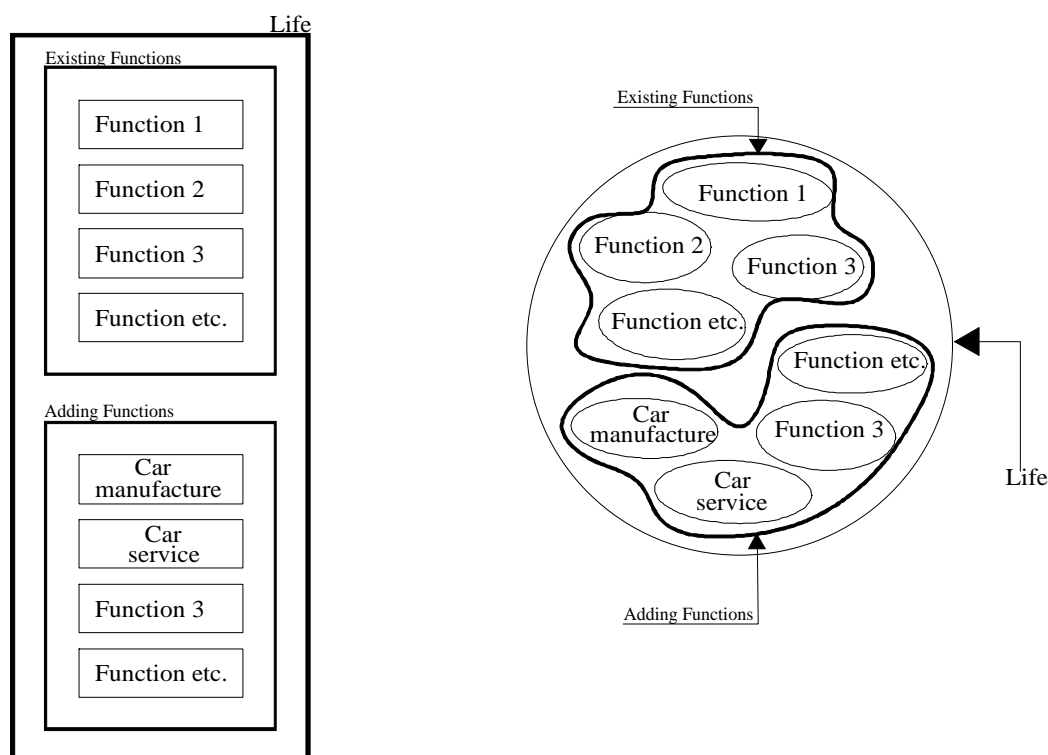 Life
Existing Functions
Function 1
Function 2
Function 3
Function etc.
Adding Functions
Car
manufacture
Car
service
Function 3
Function etc.
Existing Functions
Function 1
Function 2
Function 3
Function etc.
Function etc.
Car
manufacture
Function 3
Car
service
Life
Adding Functions